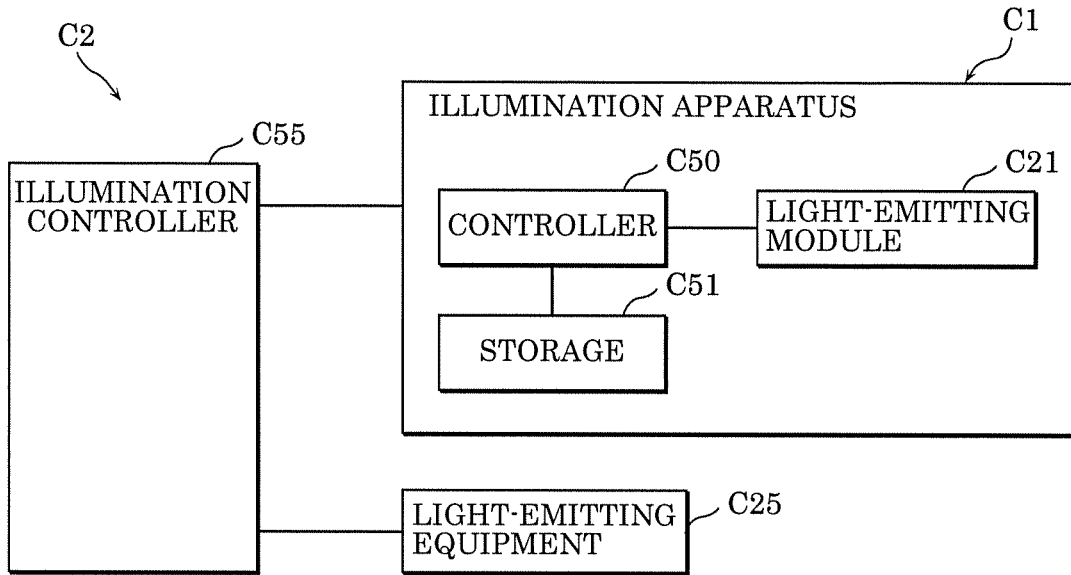 C2
C1
C55
ILLUMINATION
CONTROLLER
ILLUMINATION APPARATUS
C50
CONTROLLER
C21
LIGHT-EMITTING
MODULE
C51
STORAGE
LIGHT-EMITTING
EQUIPMENT
C25